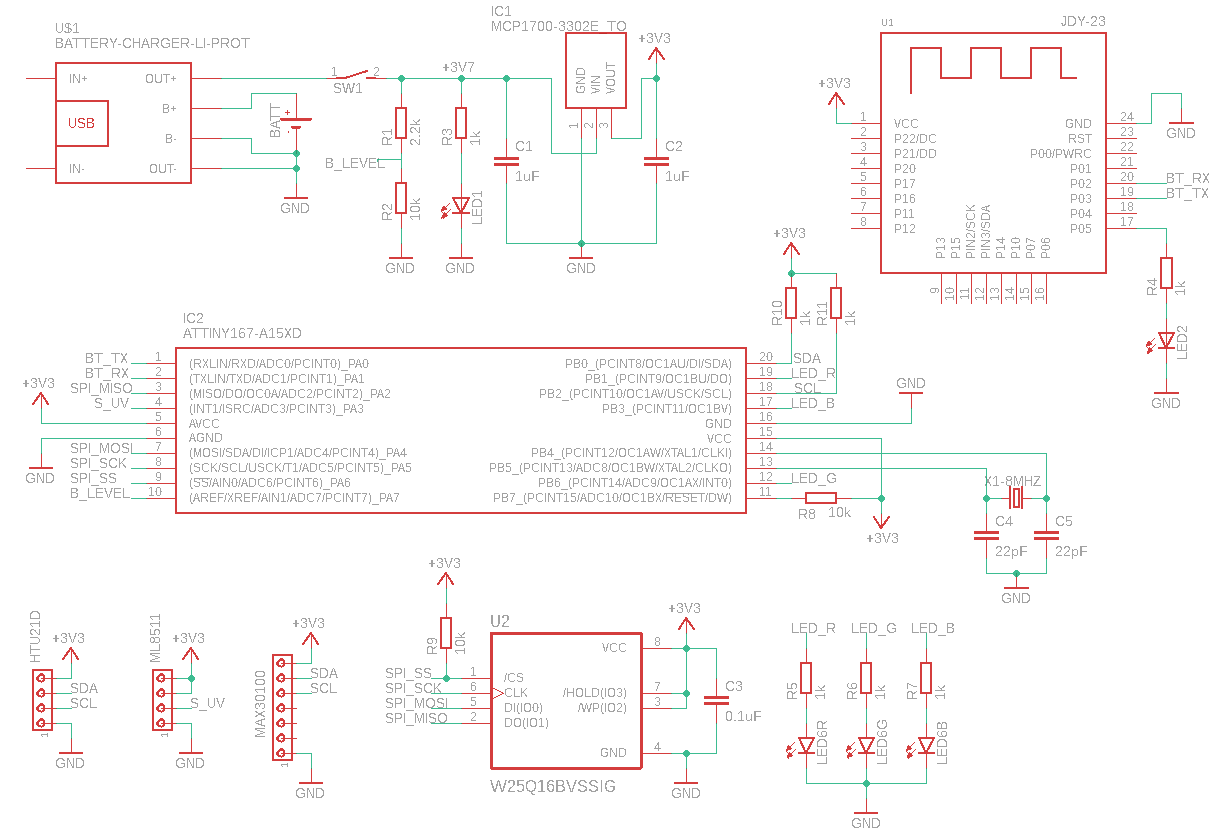 U$1
BATTERY-CHARGER-LI-PROT
IN+
OUT+
B+
USB
B-
IN-
OUT-
BATT
+
GND
1
2
SW1
+3V7
R1
2.2k
B_LEVEL
R2
10k
GND
R3
1k
LED1
GND
IC1
MCP1700-3302E_TO
GND
VIN
VOUT
1
2
3
+3V3
C1
1uF
C2
1uF
GND
U1
JDY-23
+3V3
1 VCC
2 P22/DC
3 P21/DD
4 P20
5 P17
6 P16
7 P11
8 P12
GND 24
RST 23
P00/PWRC 22
P01 21
P02 20
P03 19
P04 18
P05 17
P13
P15
PIN2/SCK
PIN3/SDA
P14
P10
P07
P06
9
10
11
12
13
14
15
16
GND
BT_RX
BT_TX
R4
1k
LED2
GND
+3V3
R10
1k
R11
1k
IC2
ATTINY167-A15XD
BT_TX 1 (RXLIN/RXD/ADC0/PCINT0)_PA0
BT_RX 2 (TXLIN/TXD/ADC1/PCINT1)_PA1
SPI_MISO 3 (MISO/DO/OC0A/ADC2/PCINT2)_PA2
S_UV 4 (INT1/ISRC/ADC3/PCINT3)_PA3
+3V3
5 AVCC
6 AGND
GND
SPI_MOSI 7 (MOSI/SDA/DI/ICP1/ADC4/PCINT4)_PA4
SPI_SCK 8 (SCK/SCL/USCK/T1/ADC5/PCINT5)_PA5
SPI_SS 9 (SS/AIN0/ADC6/PCINT6)_PA6
B_LEVEL 10 (AREF/XREF/AIN1/ADC7/PCINT7)_PA7
PB0_(PCINT8/OC1AU/DI/SDA) 20 SDA
PB1_(PCINT9/OC1BU/DO) 19 LED_R
PB2_(PCINT10/OC1AV/USCK/SCL) 18 SCL
PB3_(PCINT11/OC1BV) 17 LED_B
GND 16
VCC 15
PB4_(PCINT12/OC1AW/XTAL1/CLKI) 14
PB5_(PCINT13/ADC8/OC1BW/XTAL2/CLKO) 13
PB6_(PCINT14/ADC9/OC1AX/INT0) 12 LED_G
PB7_(PCINT15/ADC10/OC1BX/RESET/DW) 11
GND
R8 10k
+3V3
X1-8MHZ
C4
22pF
C5
22pF
GND
HTU21D
+3V3
SDA
SCL
1
GND
ML8511
+3V3
S_UV
1
GND
MAX30100
+3V3
SDA
SCL
1
GND
+3V3
R9
10k
U2
SPI_SS 1 /CS
SPI_SCK 6 CLK
SPI_MOSI 5 DI(IO0)
SPI_MISO 2 DO(IO1)
VCC 8
/HOLD(IO3) 7
/WP(IO2) 3
GND 4
W25Q16BVSSIG
+3V3
C3
0.1uF
GND
LED_R
LED_G
LED_B
R5
1k
R6
1k
R7
1k
LED6R
LED6G
LED6B
GND